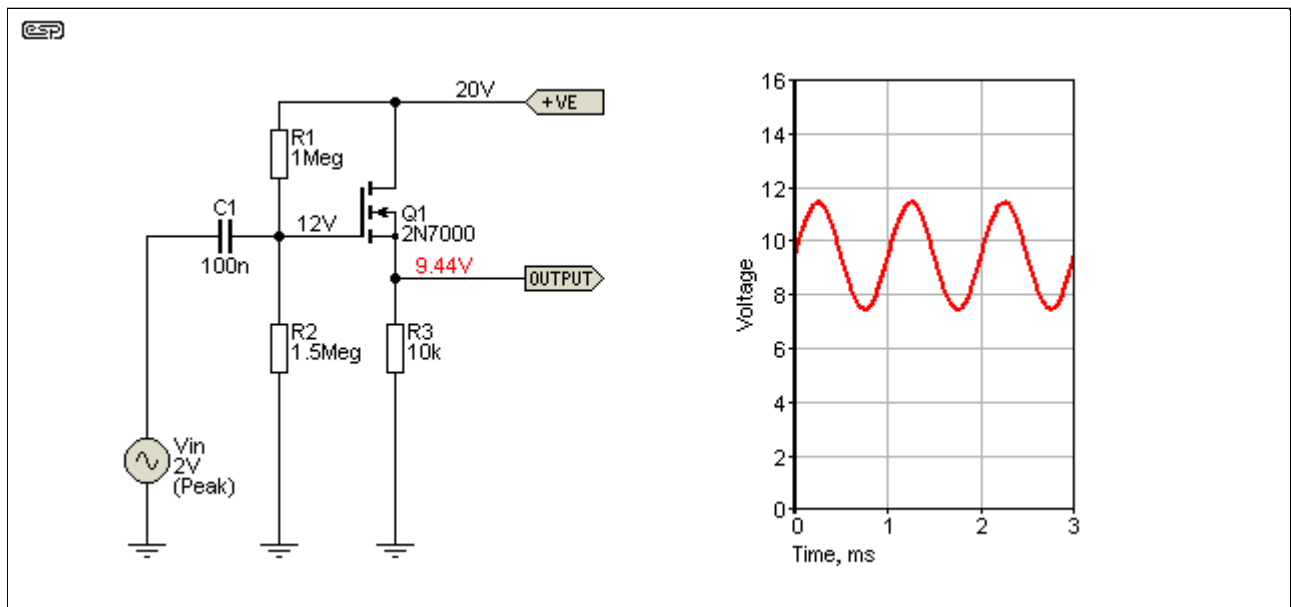 esp
20V
+VE
R1
1Meg
C1
100n
12V
Q1
2N7000
9.44V
OUTPUT
R2
1.5Meg
R3
10k
Vin
2V
(Peak)
16
14
12
10
8
6
4
2
0
Voltage
0 1 2 3
Time, ms